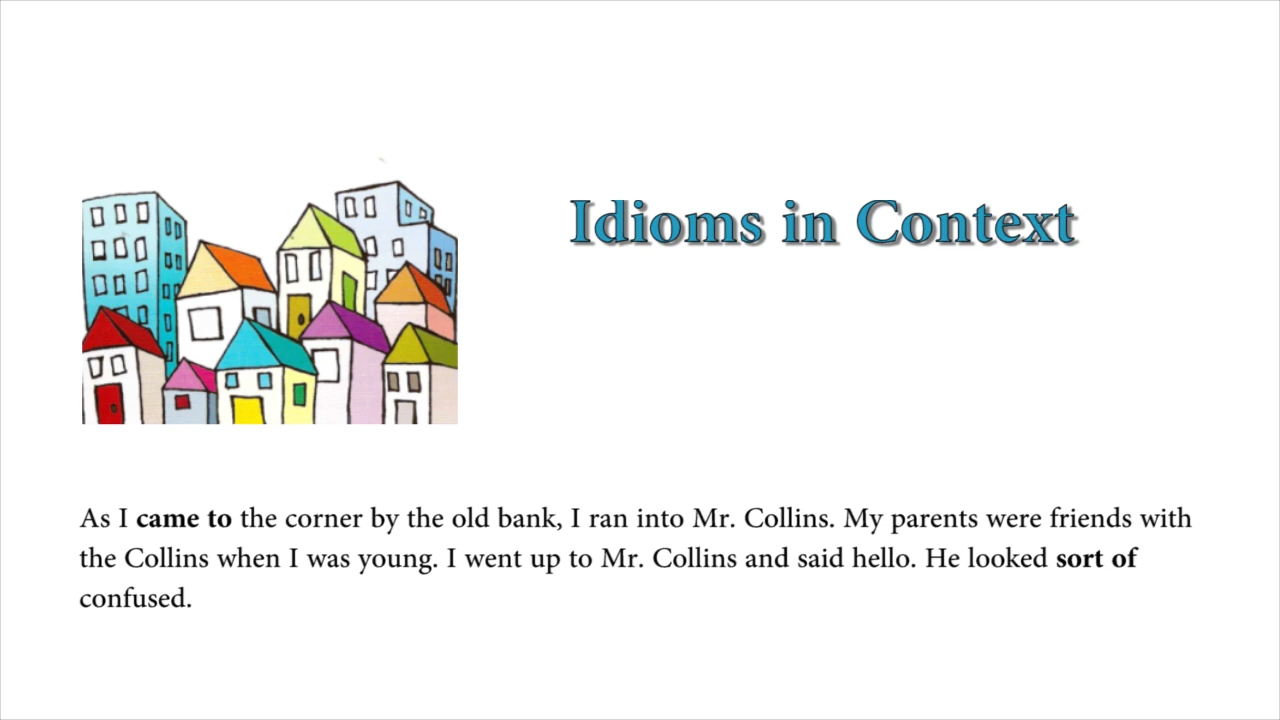 Idioms in Context
As I came to the corner by the old bank, I ran into Mr. Collins. My parents were friends with
the Collins when I was young. I went up to Mr. Collins and said hello. He looked sort of
confused.